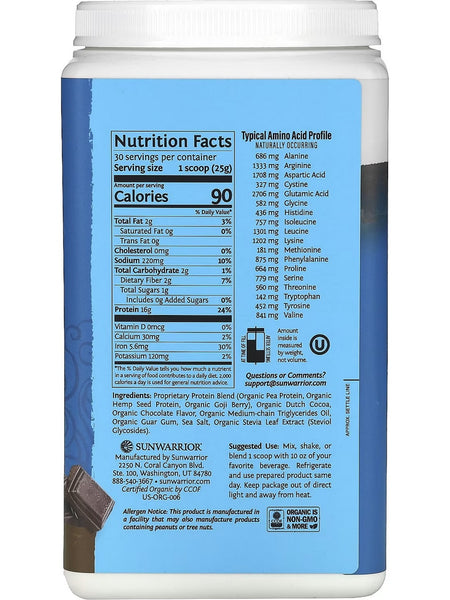 Nutrition Facts
30 servings per container
Serving size 1 scoop (25g)
Amount per serving
Calories 90
% Daily Value*
Total Fat 2g 3%
Saturated Fat 0g 0%
Trans Fat 0g
Cholesterol 0mg 0%
Sodium 220mg 10%
Total Carbohydrate 2g 1%
Dietary Fiber 2g 7%
Total Sugars 1g
Includes 0g Added Sugars 0%
Protein 16g 24%
Vitamin D 0mcg 0%
Calcium 30mg 2%
Iron 5.6mg 30%
Potassium 120mg 2%
*The % Daily Value tells you how much a nutrient
in a serving of food contributes to a daily diet. 2,000
calories a day is used for general nutrition advice.
Typical Amino Acid Profile
NATURALLY OCCURRING
686 mg Alanine
1333 mg Arginine
1708 mg Aspartic Acid
327 mg Cystine
2706 mg Glutamic Acid
582 mg Glycine
436 mg Histidine
757 mg Isoleucine
1301 mg Leucine
1202 mg Lysine
181 mg Methionine
875 mg Phenylalanine
664 mg Proline
779 mg Serine
560 mg Threonine
142 mg Tryptophan
452 mg Tyrosine
841 mg Valine
AT TIME OF FILL
AFTER SETTLING
Amount
inside is
measured
by weight,
not volume.
U
Questions or Comments?
support@sunwarrior.com
APPROX. SETTLE LINE
Ingredients: Proprietary Protein Blend (Organic Pea Protein, Organic
Hemp Seed Protein, Organic Goji Berry), Organic Dutch Cocoa,
Organic Chocolate Flavor, Organic Medium-chain Triglycerides Oil,
Organic Guar Gum, Sea Salt, Organic Stevia Leaf Extract (Steviol
Glycosides).
SUNWARRIOR
Manufactured by Sunwarrior
2250 N. Coral Canyon Blvd.
Ste. 100, Washington, UT 84780
888-540-3667 • sunwarrior.com
Certified Organic by CCOF
US-ORG-006
Suggested Use: Mix, shake, or
blend 1 scoop with 10 oz of your
favorite beverage. Refrigerate
and use prepared product same
day. Keep package out of direct
light and away from heat.
Allergen Notice: This product is manufactured in
a facility that may also manufacture products
containing peanuts or tree nuts.
ORGANIC IS
NON-GMO
& MORE